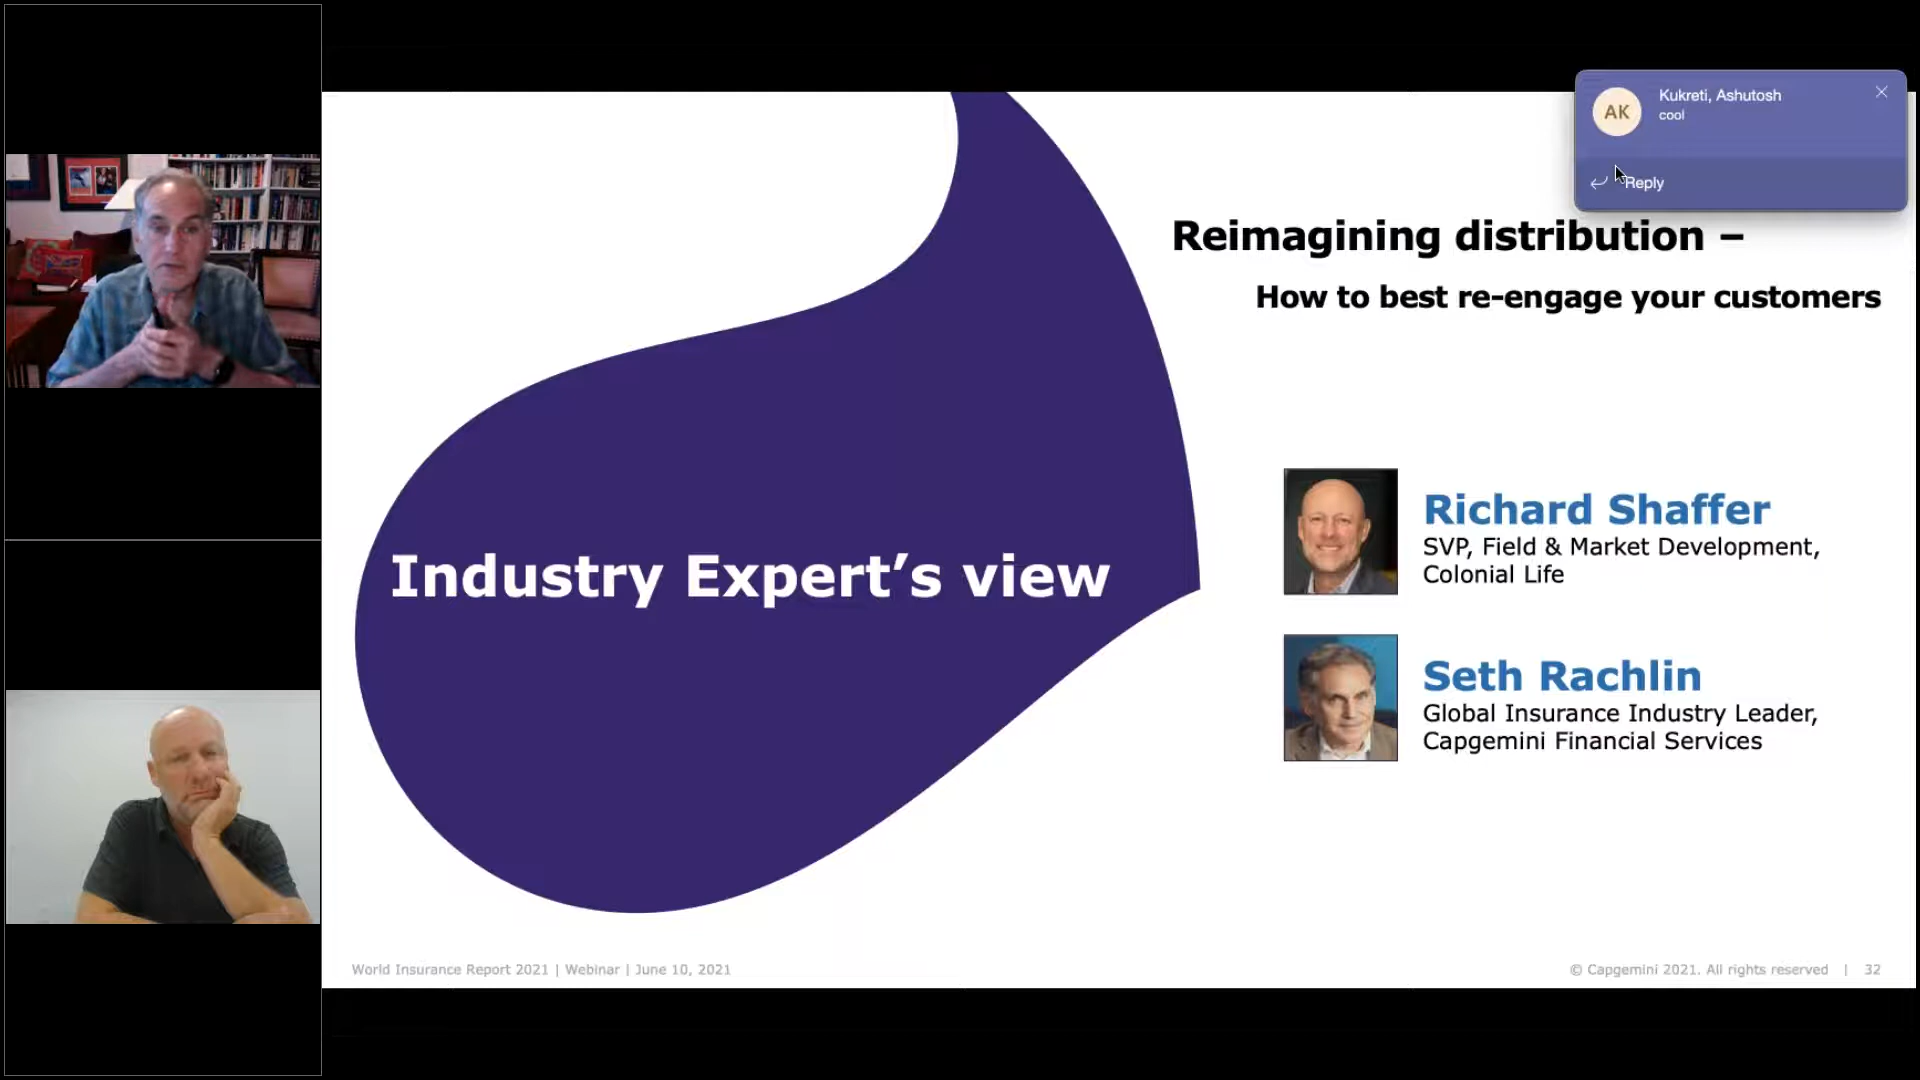 Kukreti, Ashutosh
AK
cool
Reply
Reimagining distribution –
How to best re-engage your customers
Industry Expert’s view
Richard Shaffer
SVP, Field & Market Development,
Colonial Life
Seth Rachlin
Global Insurance Industry Leader,
Capgemini Financial Services
World Insurance Report 2021 | Webinar | June 10, 2021
© Capgemini 2021. All rights reserved | 32